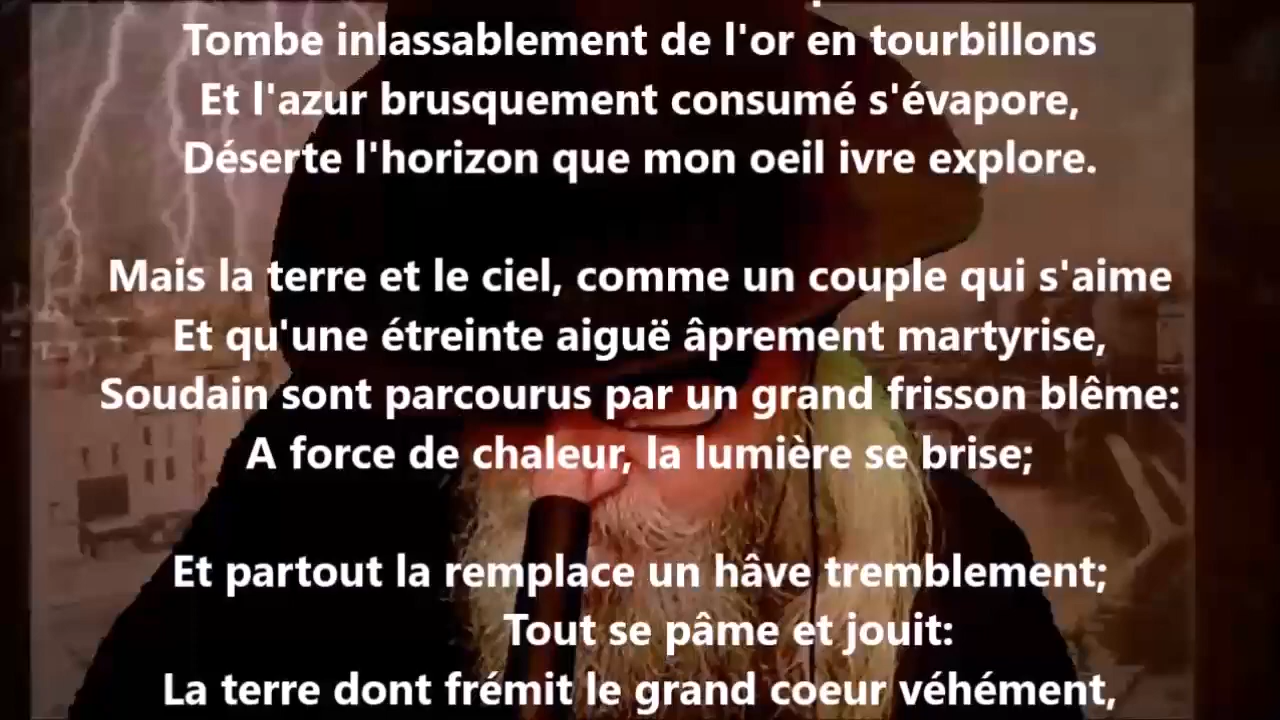 Tombe inlassablement de l'or en tourbillons
Et l'azur brusquement consumé s'évapore,
Déserte l'horizon que mon oeil ivre explore.
Mais la terre et le ciel, comme un couple qui s'aime
Et qu'une étreinte aiguë âprement martyrise,
Soudain sont parcourus par un grand frisson blême:
A force de chaleur, la lumière se brise;
Et partout la remplace un hâve tremblement;
Tout se pâme et jouit:
La terre dont frémit le grand coeur véhément,